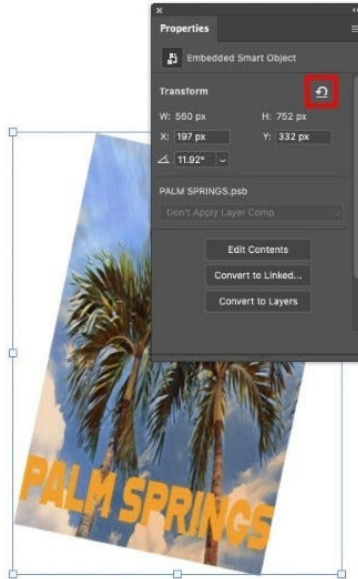 Properties
Embedded Smart Object
Transform
W: 560 px H: 752 px
X: 197 px Y: 332 px
11.92°
PALM SPRINGS.psb
Don't Apply Layer Comp
Edit Contents
Convert to Linked...
Convert to Layers
PALM SPRINGS